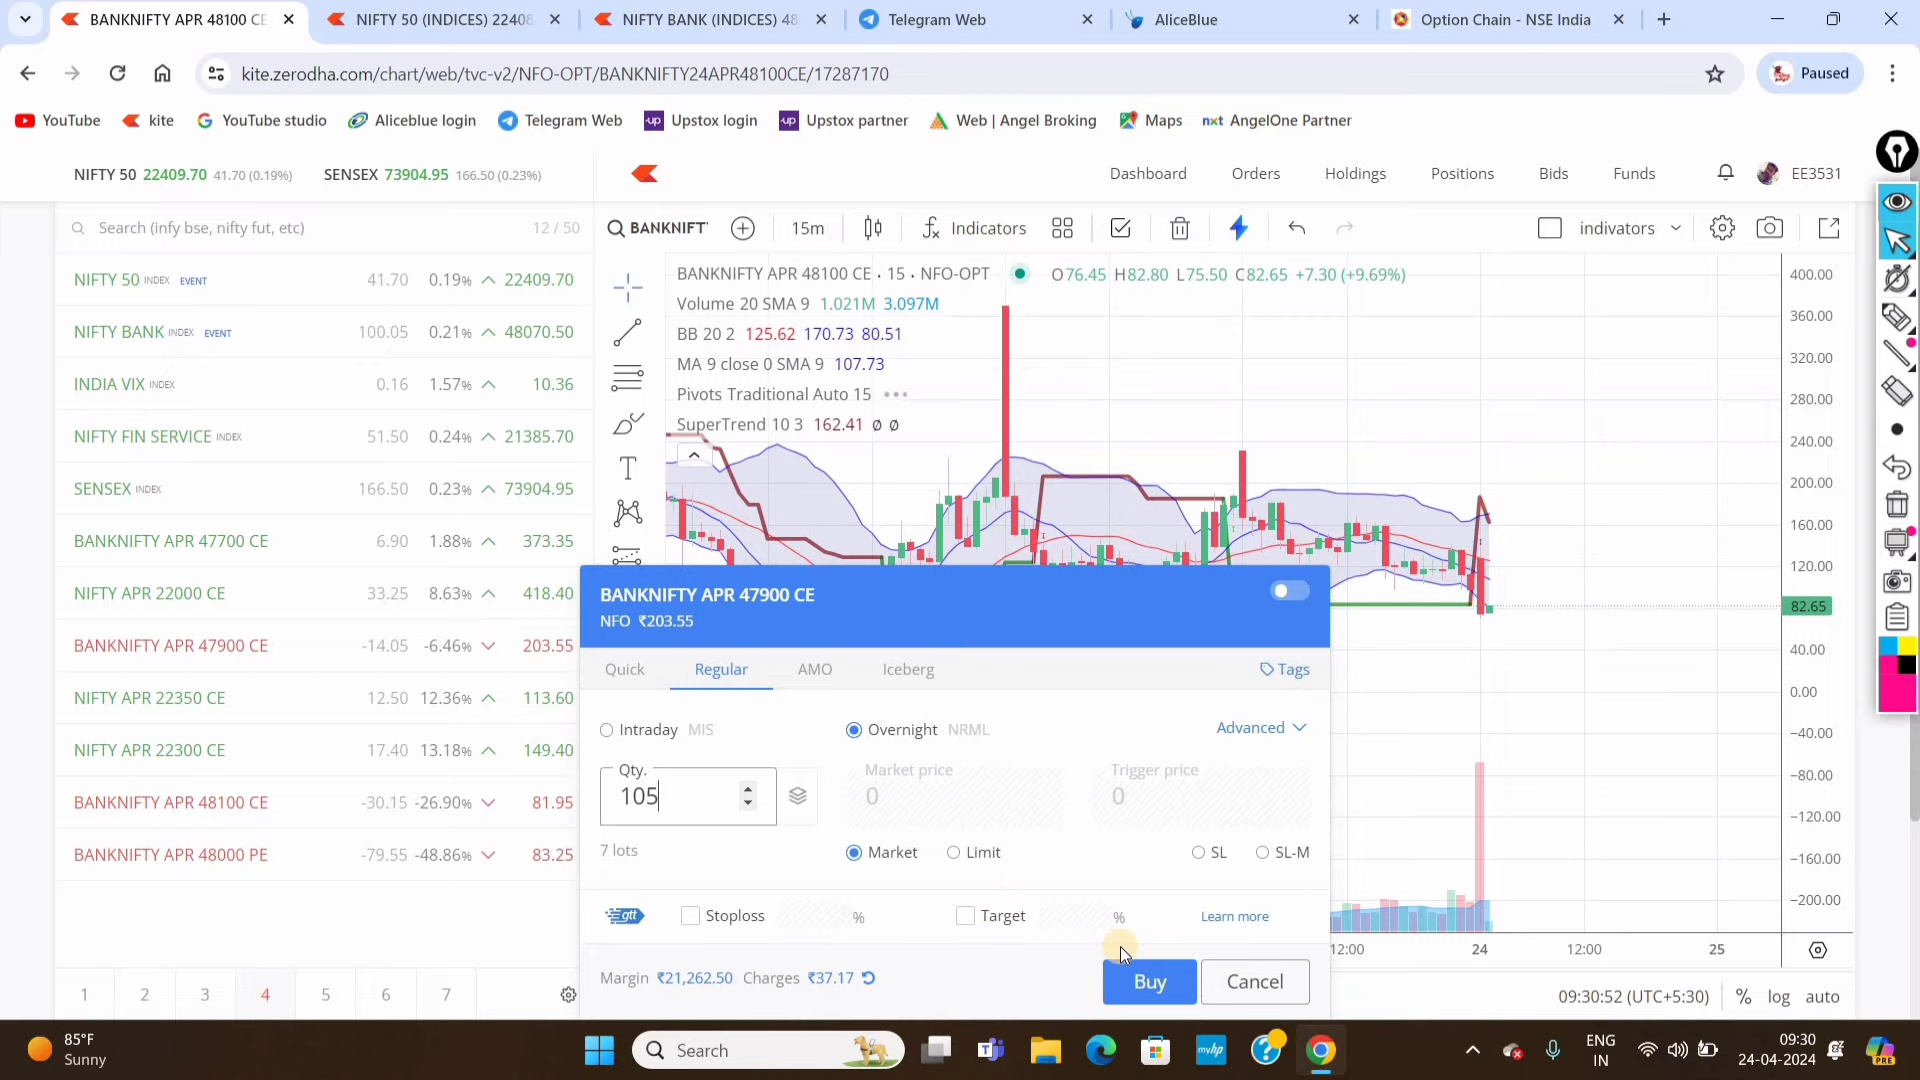 BANKNIFTY APR 48100 CE
NIFTY 50 (INDICES) 22408
NIFTY BANK (INDICES) 48
Telegram Web
AliceBlue
Option Chain - NSE India
kite.zerodha.com/chart/web/tvc-v2/NFO-OPT/BANKNIFTY24APR48100CE/17287170
Paused
YouTube
kite
YouTube studio
Aliceblue login
Telegram Web
up Upstox login
up Upstox partner
Web | Angel Broking
Maps
nxt AngelOne Partner
NIFTY 50 22409.70 41.70 (0.19%)
SENSEX 73904.95 166.50 (0.23%)
Dashboard
Orders
Holdings
Positions
Bids
Funds
EE3531
Search (infy bse, nifty fut, etc) 12 / 50
BANKNIFT
15m
Indicators
indivators
NIFTY 50 INDEX EVENT 41.70 0.19% 22409.70
NIFTY BANK INDEX EVENT 100.05 0.21% 48070.50
INDIA VIX INDEX 0.16 1.57% 10.36
NIFTY FIN SERVICE INDEX 51.50 0.24% 21385.70
SENSEX INDEX 166.50 0.23% 73904.95
BANKNIFTY APR 47700 CE 6.90 1.88% 373.35
NIFTY APR 22000 CE 33.25 8.63% 418.40
BANKNIFTY APR 47900 CE -14.05 -6.46% 203.55
NIFTY APR 22350 CE 12.50 12.36% 113.60
NIFTY APR 22300 CE 17.40 13.18% 149.40
BANKNIFTY APR 48100 CE -30.15 -26.90% 81.95
BANKNIFTY APR 48000 PE -79.55 -48.86% 83.25
1 2 3 4 5 6 7
BANKNIFTY APR 48100 CE · 15 · NFO-OPT O76.45 H82.80 L75.50 C82.65 +7.30 (+9.69%)
Volume 20 SMA 9 1.021M 3.097M
BB 20 2 125.62 170.73 80.51
MA 9 close 0 SMA 9 107.73
Pivots Traditional Auto 15
SuperTrend 10 3 162.41 ø ø
400.00
360.00
320.00
280.00
240.00
200.00
160.00
120.00
82.65
40.00
0.00
−40.00
−80.00
−120.00
−160.00
−200.00
BANKNIFTY APR 47900 CE
NFO ₹203.55
Quick
Regular
AMO
Iceberg
Tags
Intraday MIS
Overnight NRML
Advanced
Qty.
105
Market price
0
Trigger price
0
7 lots
Market
Limit
SL
SL-M
gtt
Stoploss %
Target %
Learn more
Margin ₹21,262.50 Charges ₹37.17
Buy
Cancel
12:00 24 12:00 25
09:30:52 (UTC+5:30) % log auto
85°F
Sunny
Search
myhp
ENG
IN
09:30
24-04-2024
PRE